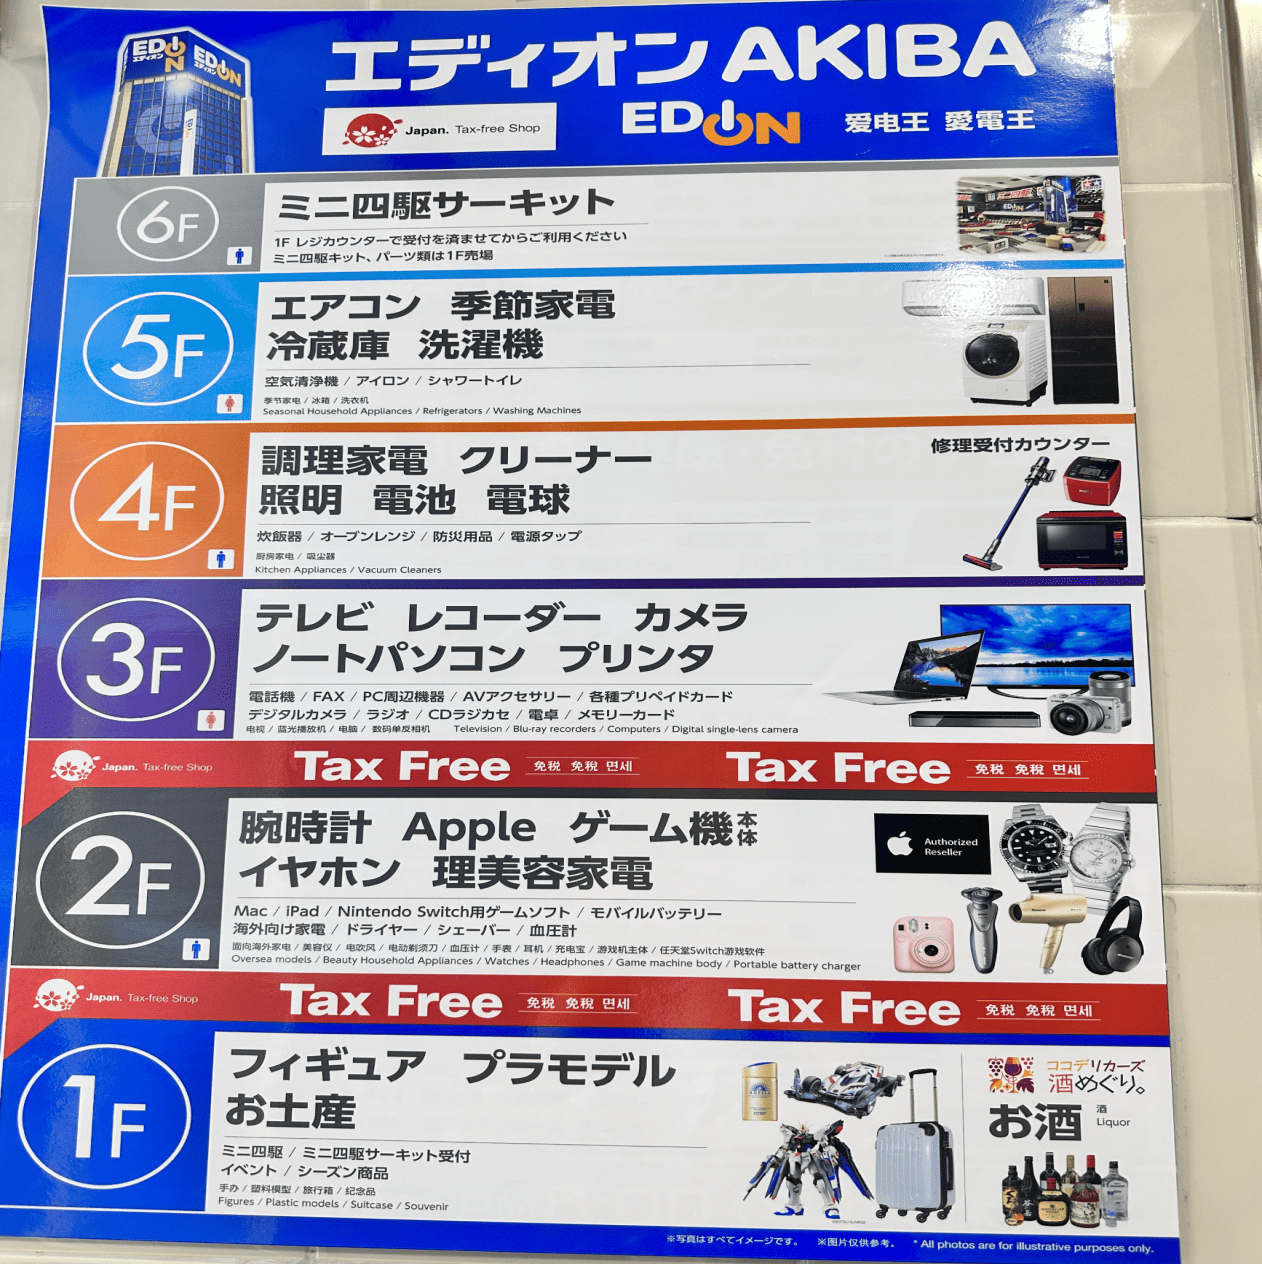 エディオン AKIBA
EDION
エディオン
EDION
エディオン
Japan. Tax-free Shop
EDION 爱电王 愛電王
6F
ミニ四駆サーキット
1F レジカウンターで受付を済ませてからご利用ください
ミニ四駆キット、パーツ類は1F売場
5F
エアコン 季節家電
冷蔵庫 洗濯機
空気清浄機 / アイロン / シャワートイレ
季节家电 / 冰箱 / 洗衣机
Seasonal Household Appliances / Refrigerators / Washing Machines
4F
調理家電 クリーナー
照明 電池 電球
炊飯器 / オーブンレンジ / 防災用品 / 電源タップ
厨房家电 / 吸尘器
Kitchen Appliances / Vacuum Cleaners
修理受付カウンター
3F
テレビ レコーダー カメラ
ノートパソコン プリンタ
電話機 / FAX / PC周辺機器 / AVアクセサリー / 各種プリペイドカード
デジタルカメラ / ラジオ / CDラジカセ / 電卓 / メモリーカード
电视 / 蓝光播放机 / 电脑 / 数码单反相机 Television / Blu-ray recorders / Computers / Digital single-lens camera
Japan. Tax-free Shop Tax Free 免税 免稅 면세 Tax Free 免税 免稅 면세
2F
腕時計 Apple ゲーム機本体
イヤホン 理美容家電
Mac / iPad / Nintendo Switch用ゲームソフト / モバイルバッテリー
海外向け家電 / ドライヤー / シェーバー / 血圧計
面向海外家电 / 美容仪 / 电吹风 / 电动剃须刀 / 血压计 / 手表 / 耳机 / 充电宝 / 游戏机主体 / 任天堂Switch游戏软件
Oversea models / Beauty Household Appliances / Watches / Headphones / Game machine body / Portable battery charger
Authorized
Reseller
Japan. Tax-free Shop Tax Free 免税 免稅 면세 Tax Free 免税 免稅 면세
1F
フィギュア プラモデル
お土産
ミニ四駆 / ミニ四駆サーキット受付
イベント / シーズン商品
手办 / 塑料模型 / 旅行箱 / 纪念品
Figures / Plastic models / Suitcase / Souvenir
ココデリカーズ
酒めぐり。
お酒 酒
Liquor
※写真はすべてイメージです。 ※图片仅供参考。 * All photos are for illustrative purposes only.